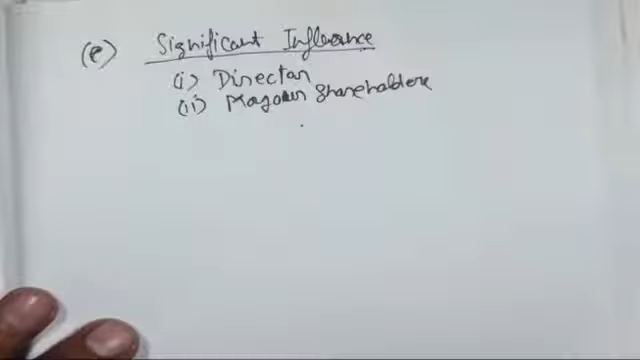 (e) Significant Influence
(i) Director
(ii) Major Shareholders